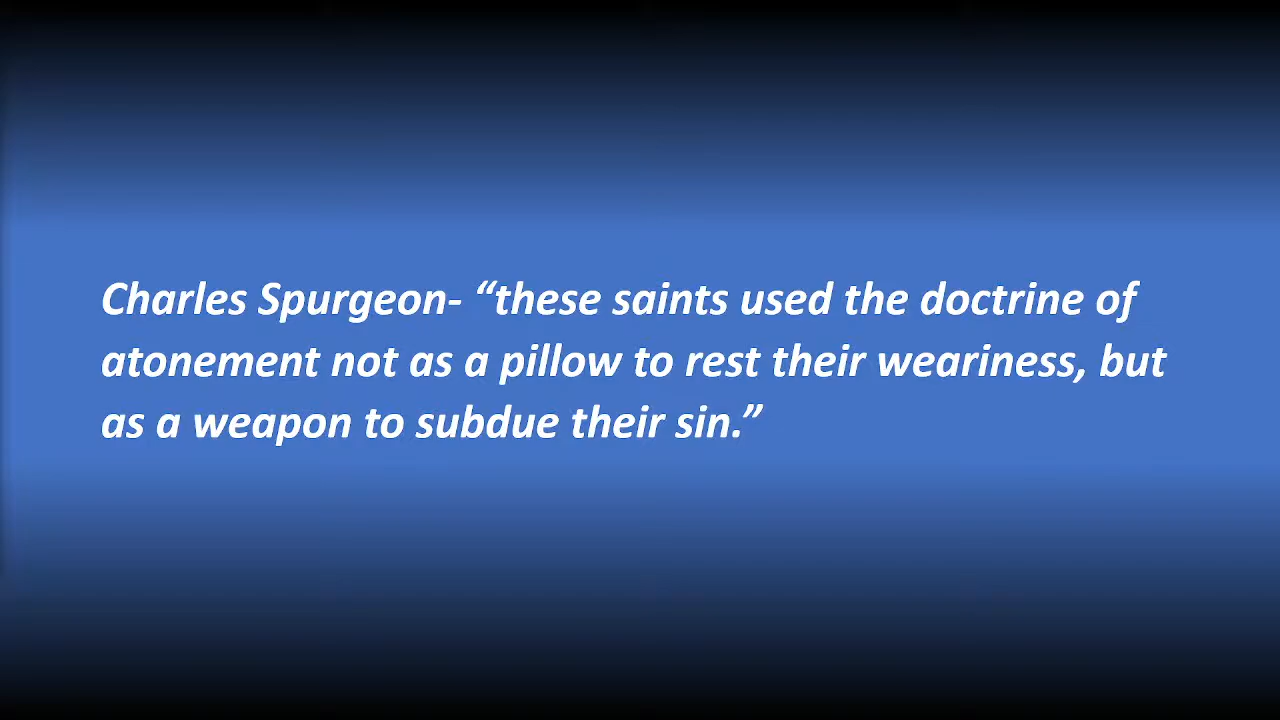 Charles Spurgeon- “these saints used the doctrine of
atonement not as a pillow to rest their weariness, but
as a weapon to subdue their sin.”